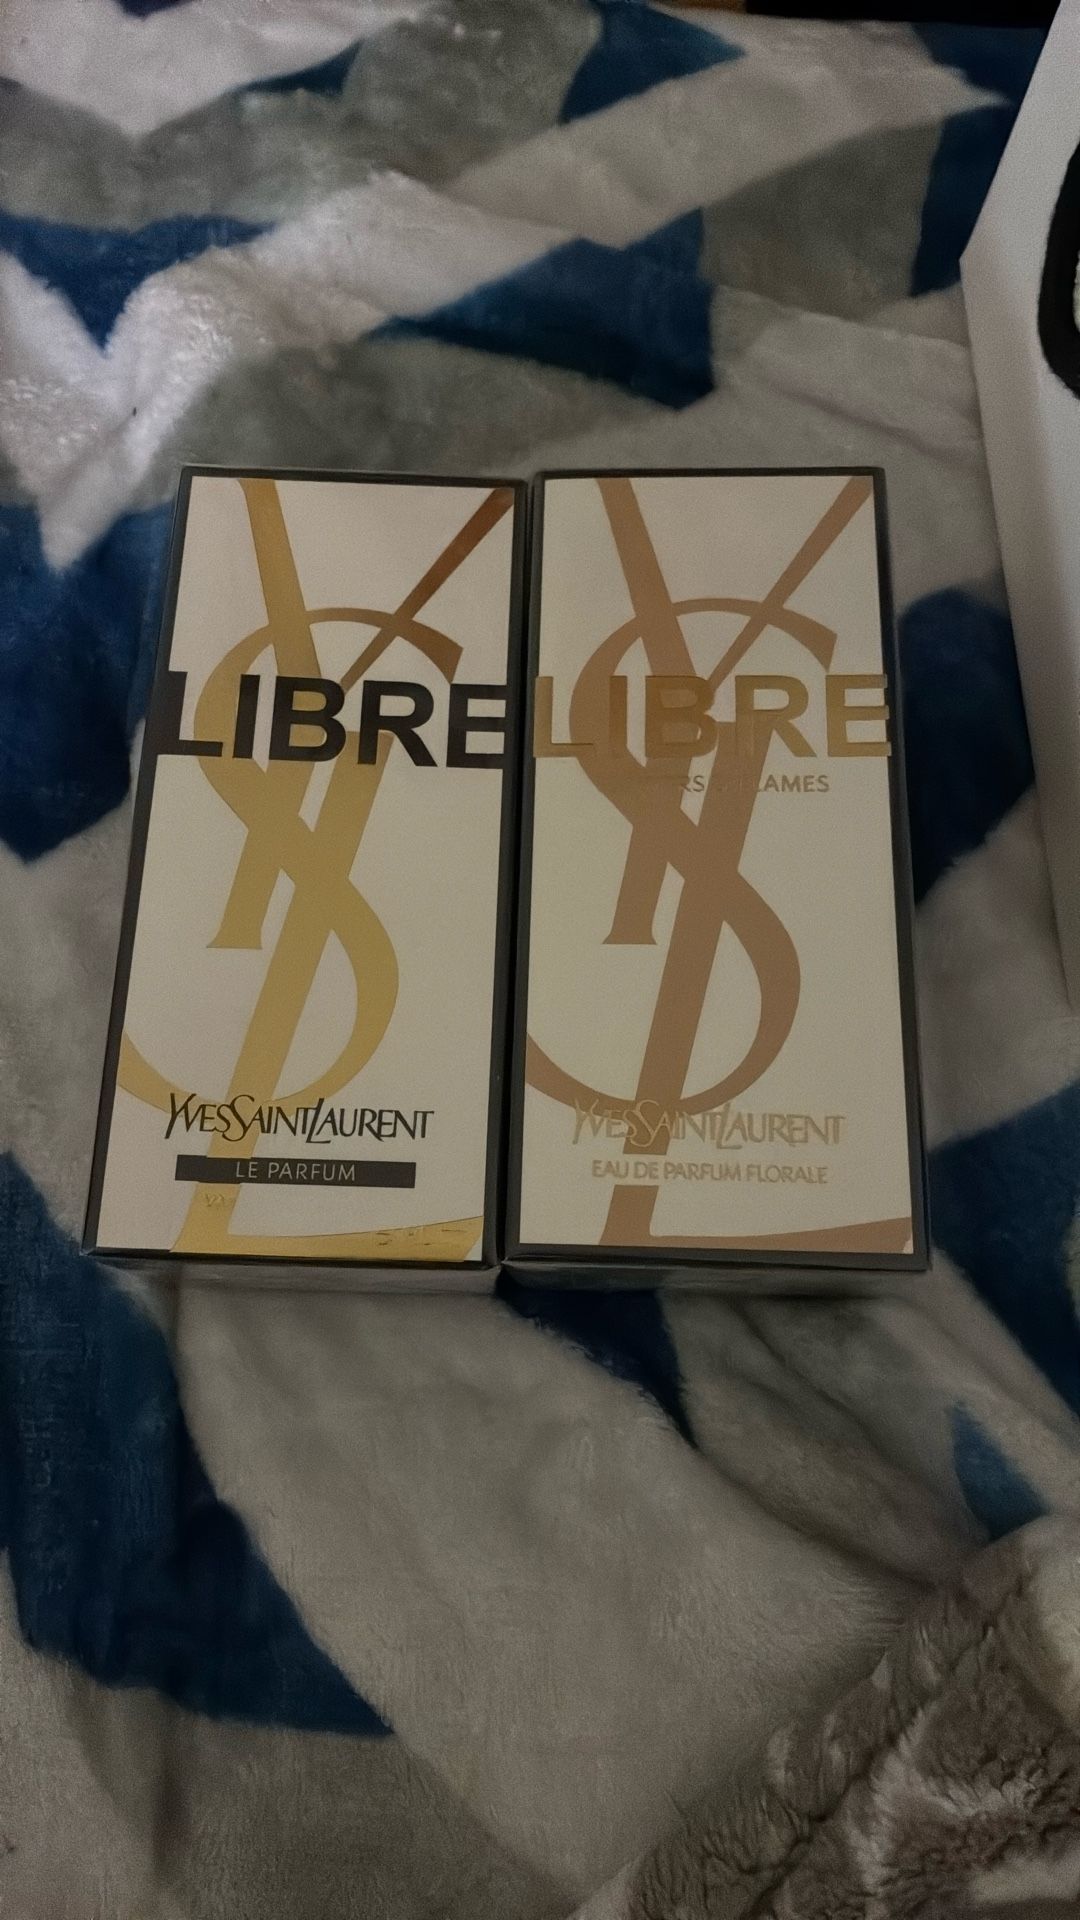 LIBRE
YVESSAINTLAURENT
LE PARFUM
LIBRE
YVESSAINTLAURENT
EAU DE PARFUM FLORALE